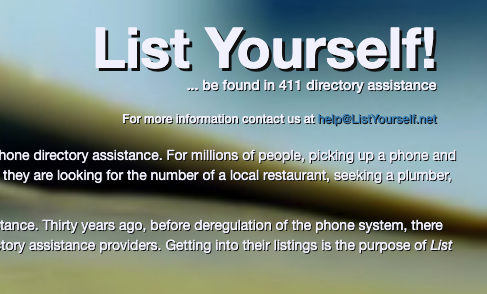 List Yourself!
... be found in 411 directory assistance
For more information contact us at help@ListYourself.net
hone directory assistance. For millions of people, picking up a phone and
they are looking for the number of a local restaurant, seeking a plumber,
tance. Thirty years ago, before deregulation of the phone system, there
tory assistance providers. Getting into their listings is the purpose of List